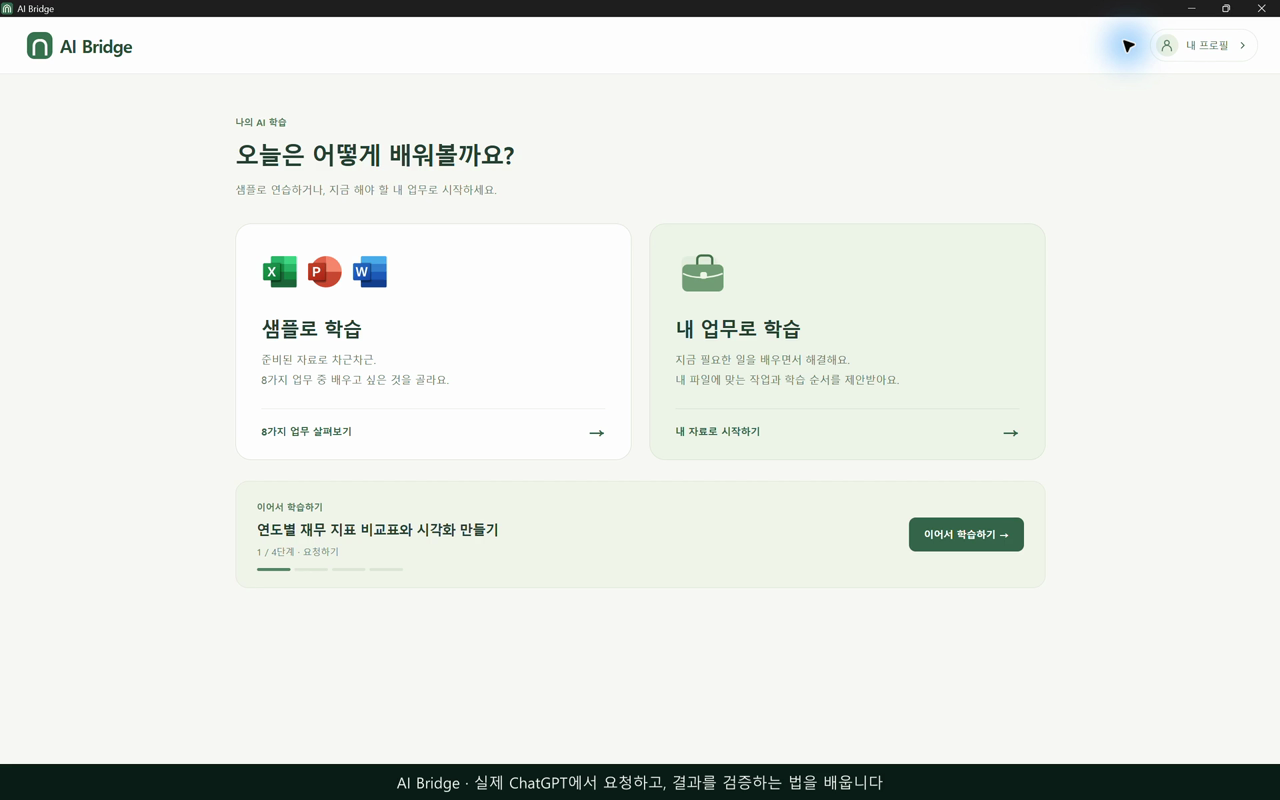 AI Bridge
AI Bridge
내 프로필
나의 AI 학습
오늘은 어떻게 배워볼까요?
샘플로 연습하거나, 지금 해야 할 내 업무로 시작하세요.
X P W
샘플로 학습
준비된 자료로 차근차근.
8가지 업무 중 배우고 싶은 것을 골라요.
8가지 업무 살펴보기 →
내 업무로 학습
지금 필요한 일을 배우면서 해결해요.
내 파일에 맞는 작업과 학습 순서를 제안받아요.
내 자료로 시작하기 →
이어서 학습하기
연도별 재무 지표 비교표와 시각화 만들기
1 / 4단계 · 요청하기
이어서 학습하기 →
AI Bridge · 실제 ChatGPT에서 요청하고, 결과를 검증하는 법을 배웁니다